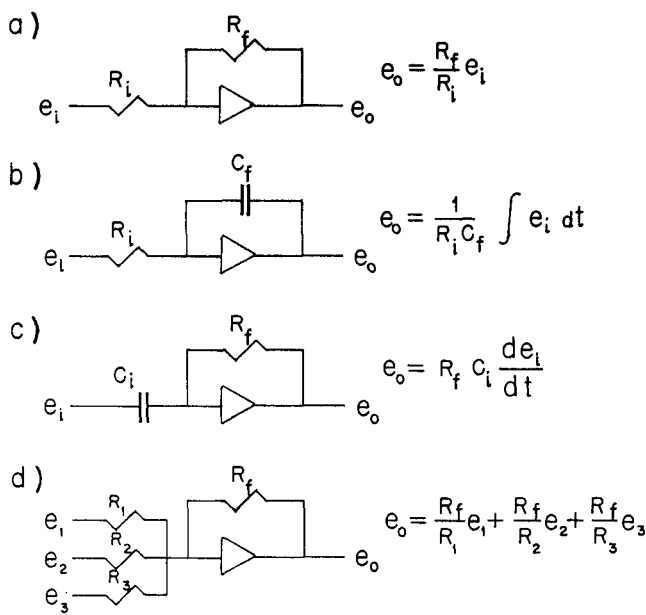 a)
R_i
R_f
e_i
e_o
e_o = R_f/R_i e_i
b)
C_f
R_i
e_i
e_o
e_o = 1/(R_i C_f) ∫ e_i dt
c)
R_f
C_i
e_i
e_o
e_o = R_f C_i de_i/dt
d)
R_f
R_1
e_1
R_2
e_2
R_3
e_3
e_o
e_o = R_f/R_1 e_1 + R_f/R_2 e_2 + R_f/R_3 e_3